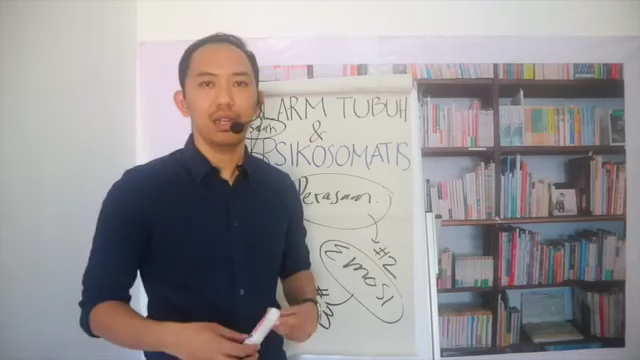 ALARM TUBUH
&
PSIKOSOMATIS
Perasaan.
#2
EMOSI